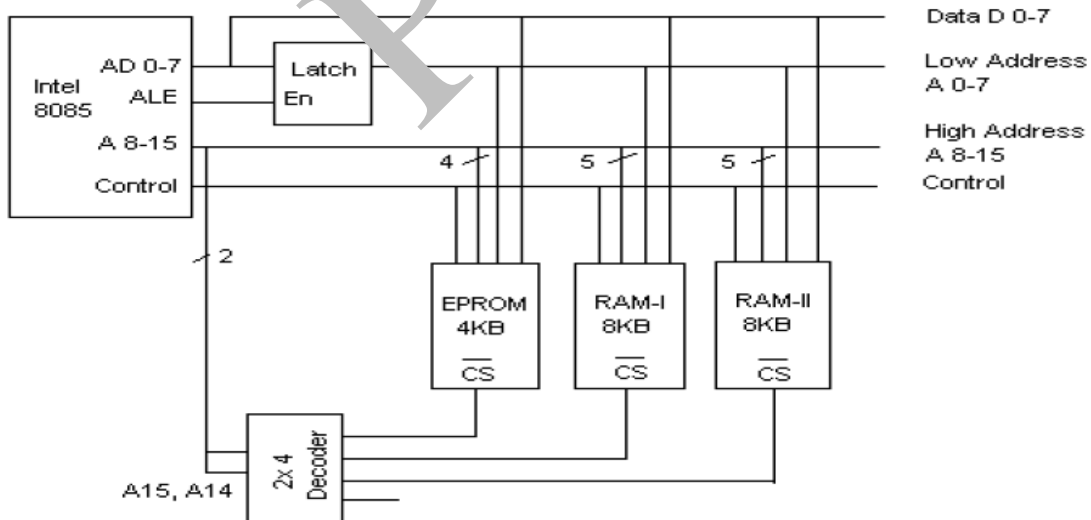 Data D 0-7
AD 0-7
Latch
Low Address
A 0-7
Intel
8085
ALE
En
A 8-15
4
5
5
High Address
A 8-15
Control
Control
2
EPROM
4KB
CS
RAM-I
8KB
CS
RAM-II
8KB
CS
2x 4
Decoder
A15, A14